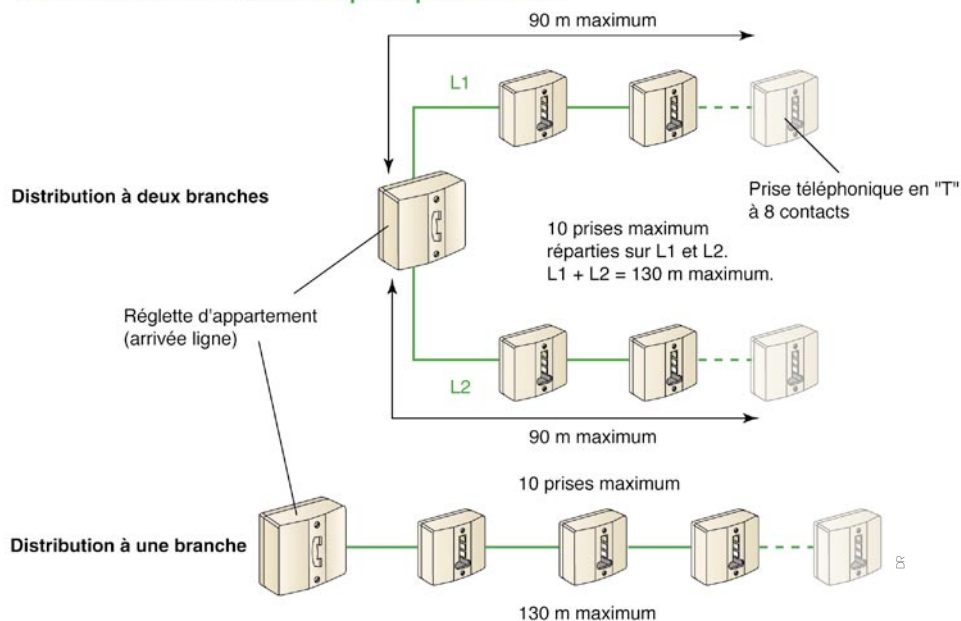 90 m maximum
L1
Distribution à deux branches
Prise téléphonique en "T"
à 8 contacts
10 prises maximum
réparties sur L1 et L2.
L1 + L2 = 130 m maximum.
Réglette d'appartement
(arrivée ligne)
L2
90 m maximum
10 prises maximum
Distribution à une branche
DR
130 m maximum